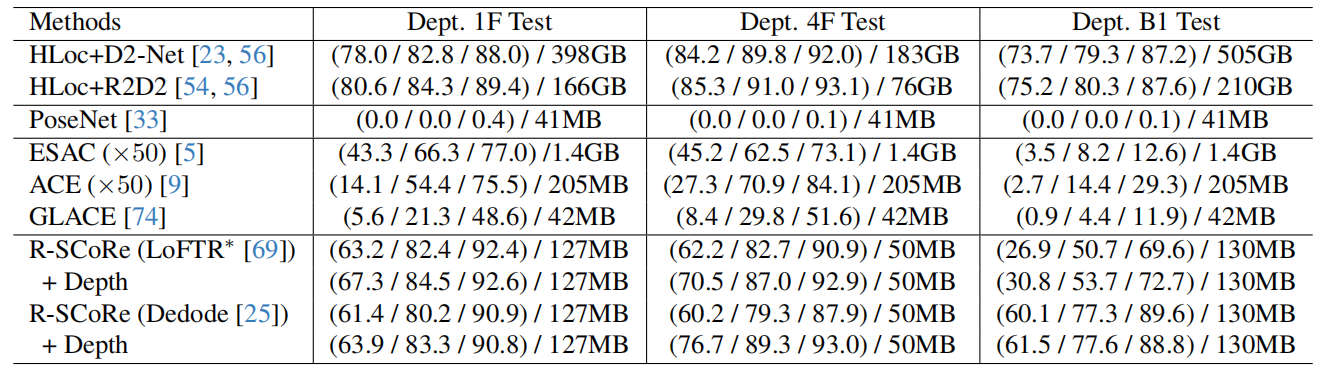 Methods Dept. 1F Test Dept. 4F Test Dept. B1 Test
HLoc+D2-Net [23, 56] (78.0 / 82.8 / 88.0) / 398GB (84.2 / 89.8 / 92.0) / 183GB (73.7 / 79.3 / 87.2) / 505GB
HLoc+R2D2 [54, 56] (80.6 / 84.3 / 89.4) / 166GB (85.3 / 91.0 / 93.1) / 76GB (75.2 / 80.3 / 87.6) / 210GB
PoseNet [33] (0.0 / 0.0 / 0.4) / 41MB (0.0 / 0.0 / 0.1) / 41MB (0.0 / 0.0 / 0.1) / 41MB
ESAC (×50) [5] (43.3 / 66.3 / 77.0) /1.4GB (45.2 / 62.5 / 73.1) / 1.4GB (3.5 / 8.2 / 12.6) / 1.4GB
ACE (×50) [9] (14.1 / 54.4 / 75.5) / 205MB (27.3 / 70.9 / 84.1) / 205MB (2.7 / 14.4 / 29.3) / 205MB
GLACE [74] (5.6 / 21.3 / 48.6) / 42MB (8.4 / 29.8 / 51.6) / 42MB (0.9 / 4.4 / 11.9) / 42MB
R-SCoRe (LoFTR* [69]) (63.2 / 82.4 / 92.4) / 127MB (62.2 / 82.7 / 90.9) / 50MB (26.9 / 50.7 / 69.6) / 130MB
+ Depth (67.3 / 84.5 / 92.6) / 127MB (70.5 / 87.0 / 92.9) / 50MB (30.8 / 53.7 / 72.7) / 130MB
R-SCoRe (Dedode [25]) (61.4 / 80.2 / 90.9) / 127MB (60.2 / 79.3 / 87.9) / 50MB (60.1 / 77.3 / 89.6) / 130MB
+ Depth (63.9 / 83.3 / 90.8) / 127MB (76.7 / 89.3 / 93.0) / 50MB (61.5 / 77.6 / 88.8) / 130MB